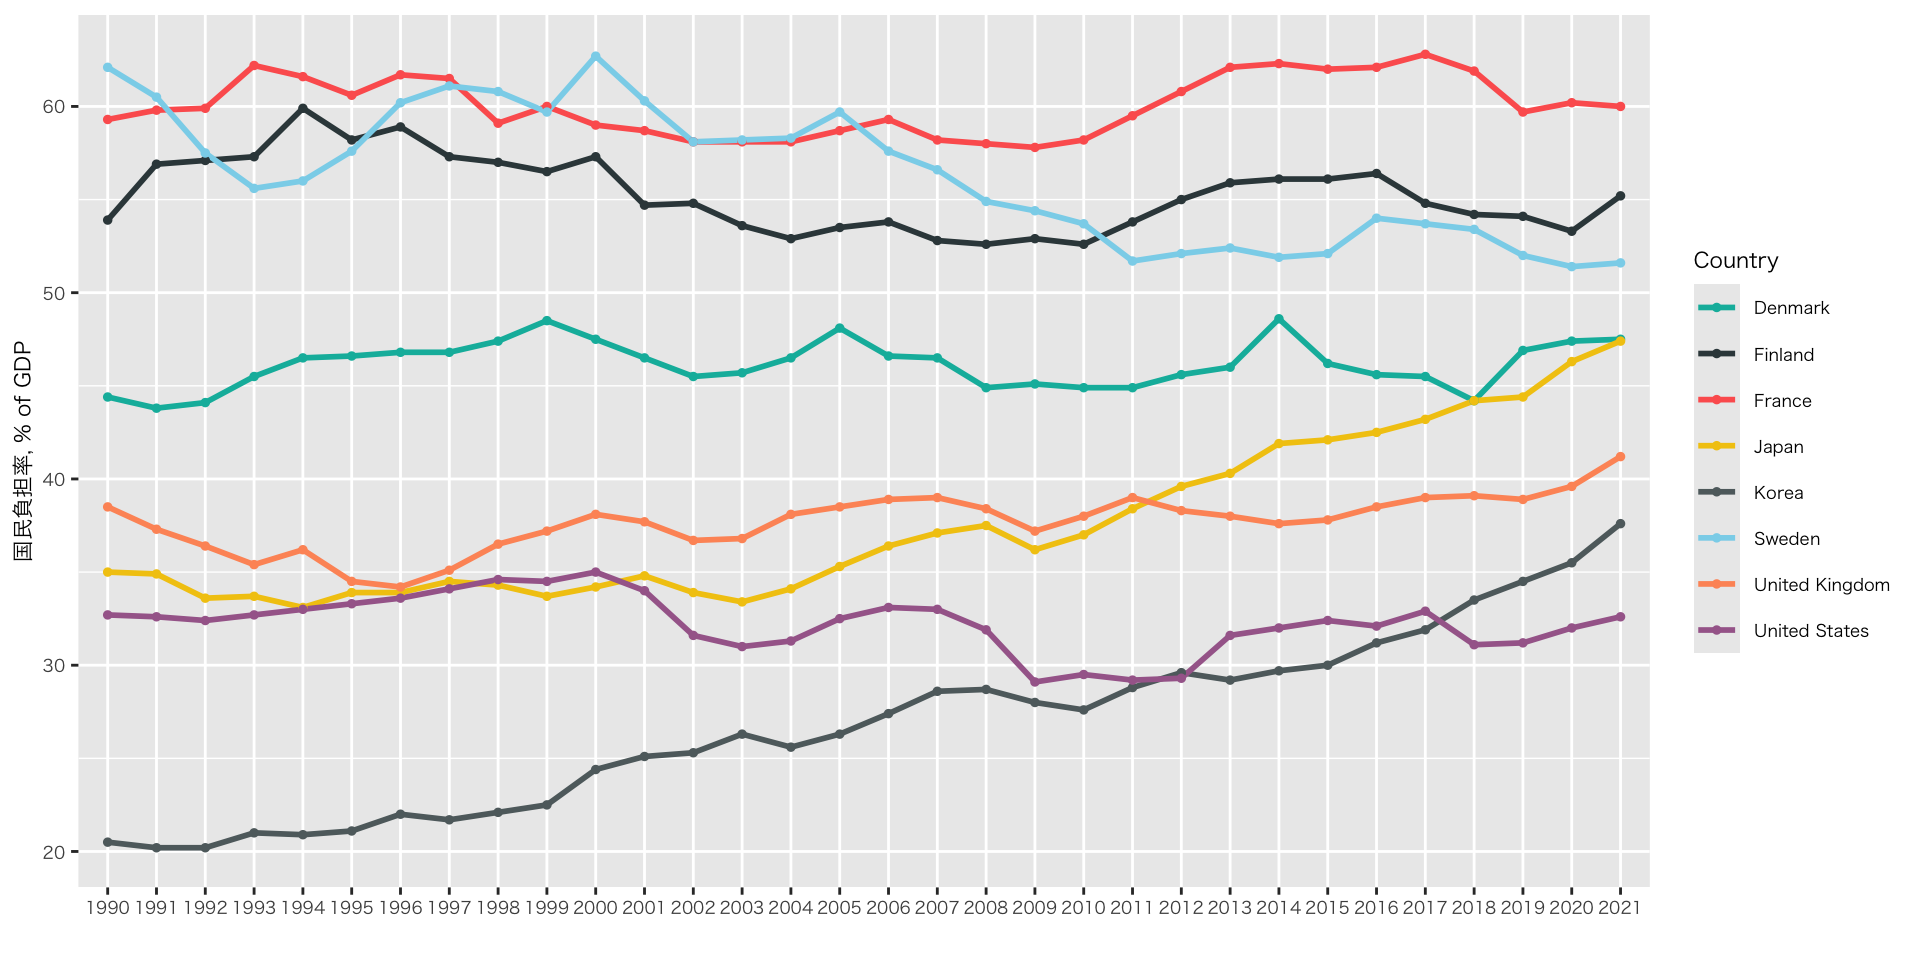 国民負担率, % of GDP
60
50
40
30
20
1990 1991 1992 1993 1994 1995 1996 1997 1998 1999 2000 2001 2002 2003 2004 2005 2006 2007 2008 2009 2010 2011 2012 2013 2014 2015 2016 2017 2018 2019 2020 2021
Country
Denmark
Finland
France
Japan
Korea
Sweden
United Kingdom
United States